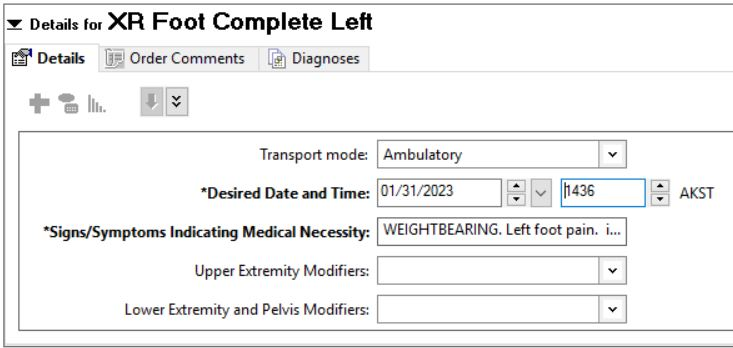 Details for XR Foot Complete Left
Details Order Comments Diagnoses
Transport mode: Ambulatory
*Desired Date and Time: 01/31/2023 1436 AKST
*Signs/Symptoms Indicating Medical Necessity: WEIGHTBEARING. Left foot pain. i...
Upper Extremity Modifiers:
Lower Extremity and Pelvis Modifiers: